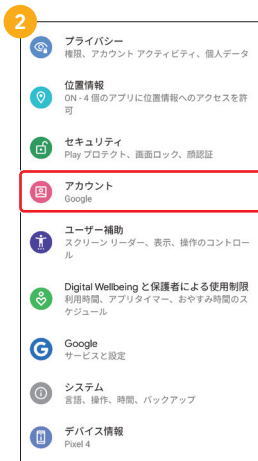 2
プライバシー
権限、アカウント アクティビティ、個人データ
位置情報
ON - 4 個のアプリに位置情報へのアクセスを許
可
セキュリティ
Play プロテクト、画面ロック、顔認証
アカウント
Google
ユーザー補助
スクリーン リーダー、表示、操作のコントロー
ル
Digital Wellbeing と保護者による使用制限
利用時間、アプリタイマー、おやすみ時間のス
ケジュール
Google
サービスと設定
システム
言語、操作、時間、バックアップ
デバイス情報
Pixel 4